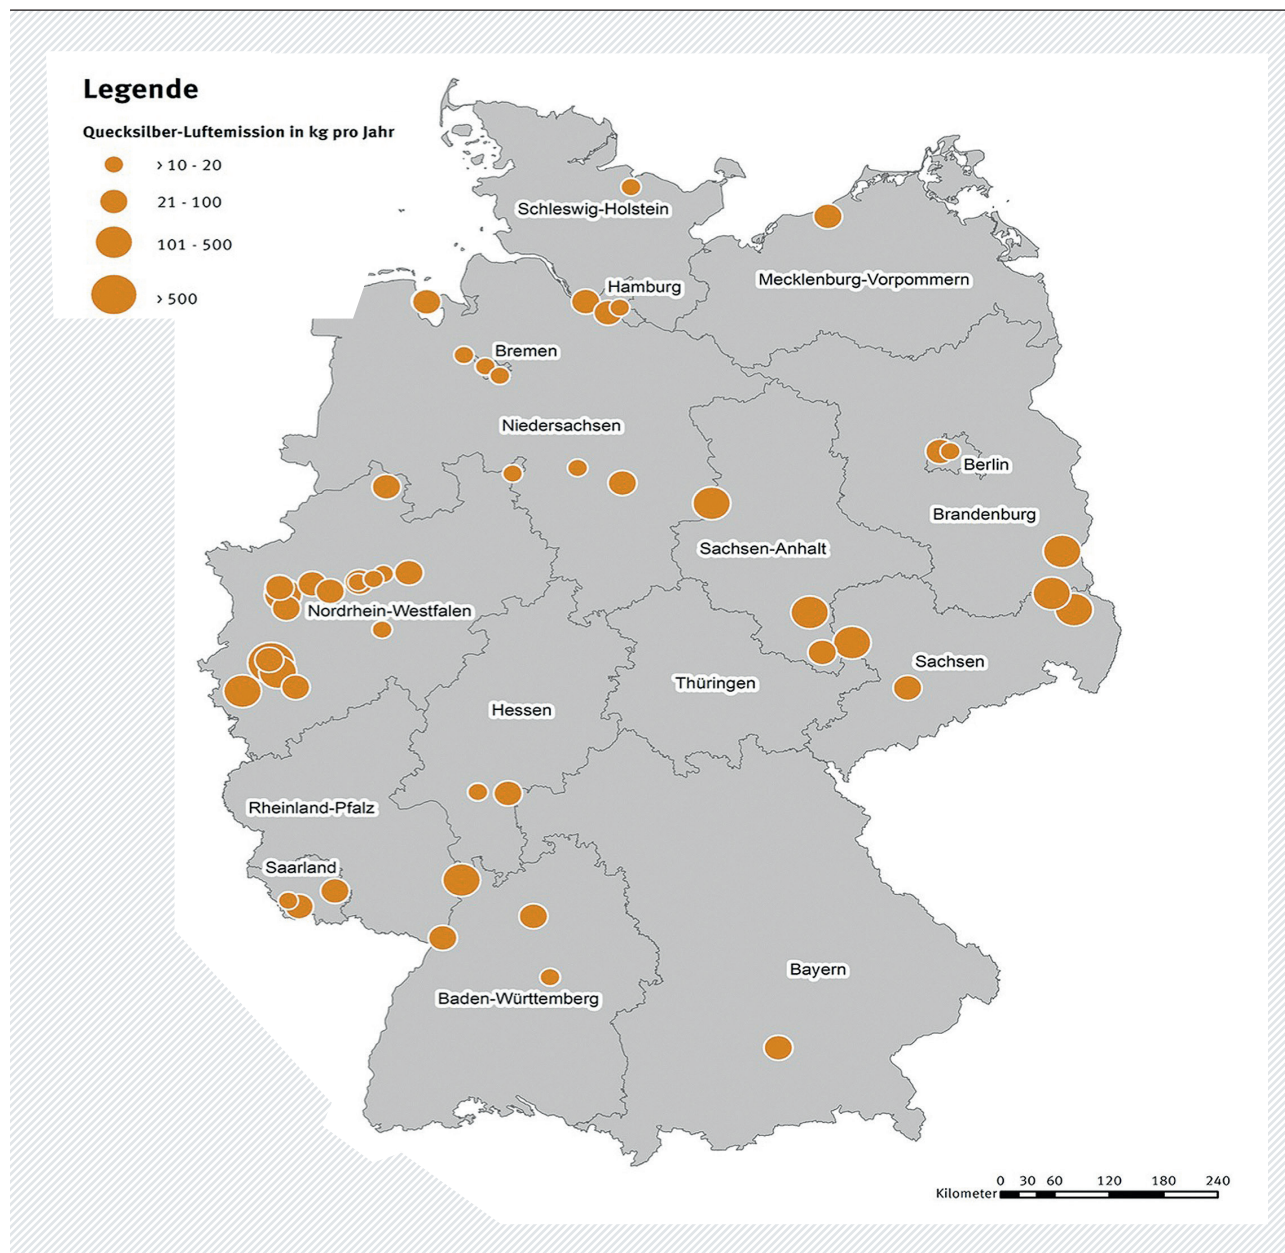 Legende
Quecksilber-Luftemission in kg pro Jahr
> 10 - 20
21 - 100
101 - 500
> 500
Schleswig-Holstein
Mecklenburg-Vorpommern
Hamburg
Bremen
Niedersachsen
Berlin
Brandenburg
Sachsen-Anhalt
Nordrhein-Westfalen
Sachsen
Thüringen
Hessen
Rheinland-Pfalz
Saarland
Bayern
Baden-Württemberg
0 30 60 120 180 240
Kilometer